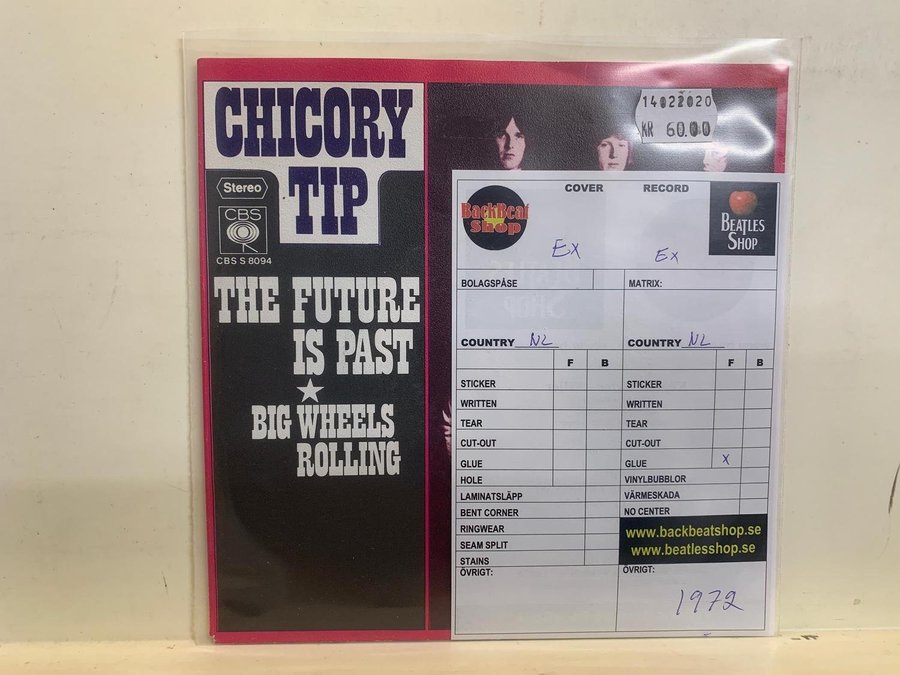 CHICORY
TIP
Stereo
CBS
CBS S 8094
THE FUTURE
IS PAST
BIG WHEELS
ROLLING
14022020
KR 60.00
BackBeat
Shop
COVER
RECORD
BEATLES
SHOP
Ex
Ex
BOLAGSPÅSE
MATRIX:
COUNTRY NL
COUNTRY NL
F B
F B
STICKER
STICKER
WRITTEN
WRITTEN
TEAR
TEAR
CUT-OUT
CUT-OUT
GLUE
GLUE X
HOLE
VINYLBUBBLOR
LAMINATSLÄPP
VÄRMESKADA
BENT CORNER
NO CENTER
RINGWEAR
www.backbeatshop.se
SEAM SPLIT
www.beatlesshop.se
STAINS
ÖVRIGT:
ÖVRIGT:
1972